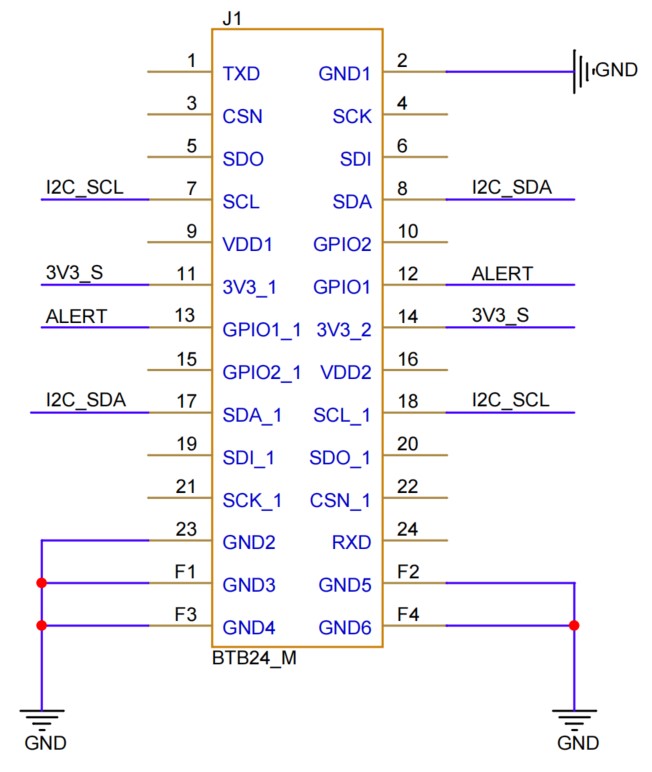 J1
1 TXD GND1 2 GND
3 CSN SCK 4
5 SDO SDI 6
I2C_SCL 7 SCL SDA 8 I2C_SDA
9 VDD1 GPIO2 10
3V3_S 11 3V3_1 GPIO1 12 ALERT
ALERT 13 GPIO1_1 3V3_2 14 3V3_S
15 GPIO2_1 VDD2 16
I2C_SDA 17 SDA_1 SCL_1 18 I2C_SCL
19 SDI_1 SDO_1 20
21 SCK_1 CSN_1 22
23 GND2 RXD 24
F1 GND3 GND5 F2
F3 GND4 GND6 F4
BTB24_M
GND GND